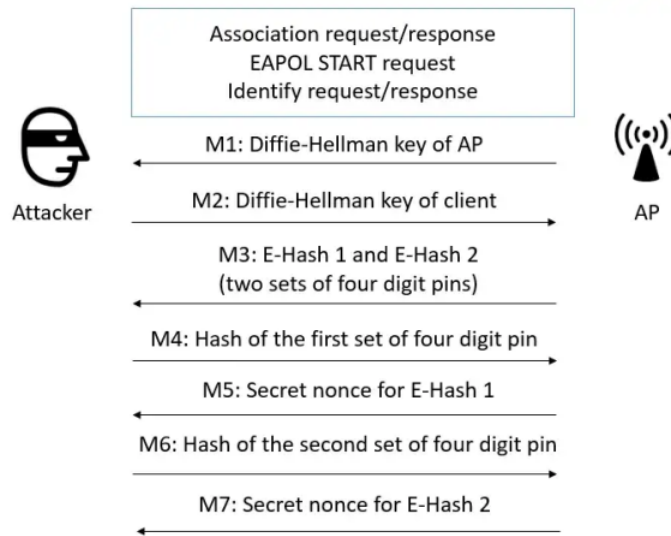 Association request/response
EAPOL START request
Identify request/response
M1: Diffie-Hellman key of AP
Attacker
AP
M2: Diffie-Hellman key of client
M3: E-Hash 1 and E-Hash 2
(two sets of four digit pins)
M4: Hash of the first set of four digit pin
M5: Secret nonce for E-Hash 1
M6: Hash of the second set of four digit pin
M7: Secret nonce for E-Hash 2